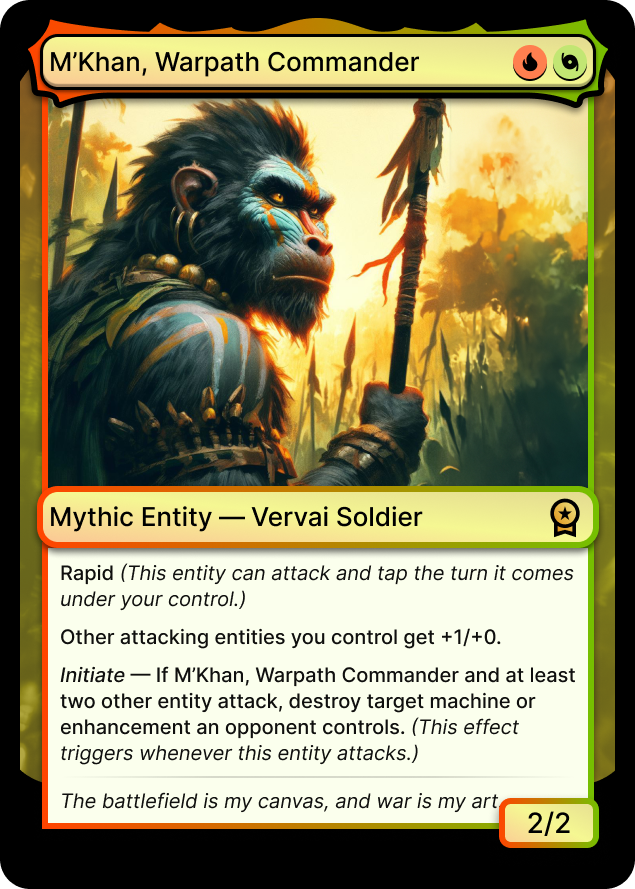 M’Khan, Warpath Commander
Mythic Entity — Vervai Soldier
Rapid (This entity can attack and tap the turn it comes
under your control.)
Other attacking entities you control get +1/+0.
Initiate — If M’Khan, Warpath Commander and at least
two other entity attack, destroy target machine or
enhancement an opponent controls. (This effect
triggers whenever this entity attacks.)
The battlefield is my canvas, and war is my art.
2/2